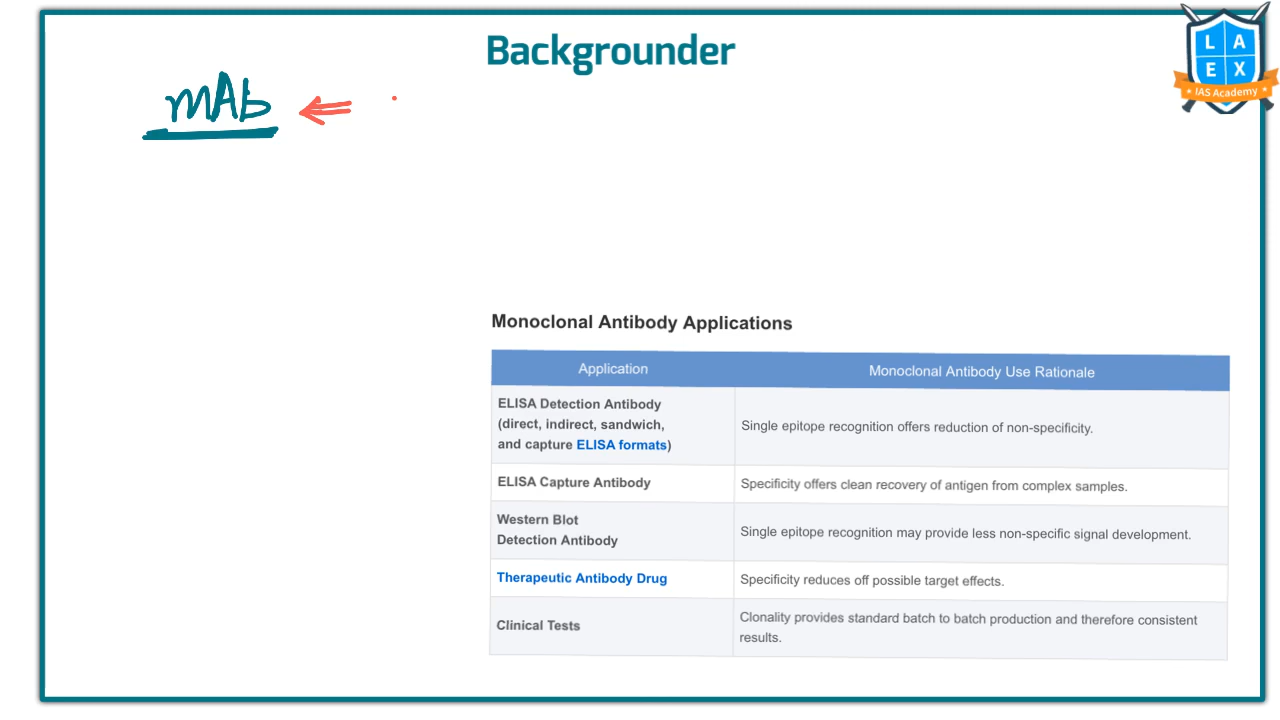 Backgrounder
L A
E X
IAS Academy
mAb
Monoclonal Antibody Applications
Application Monoclonal Antibody Use Rationale
ELISA Detection Antibody
(direct, indirect, sandwich,
and capture ELISA formats)
Single epitope recognition offers reduction of non-specificity.
ELISA Capture Antibody
Specificity offers clean recovery of antigen from complex samples.
Western Blot
Detection Antibody
Single epitope recognition may provide less non-specific signal development.
Therapeutic Antibody Drug
Specificity reduces off possible target effects.
Clinical Tests
Clonality provides standard batch to batch production and therefore consistent
results.